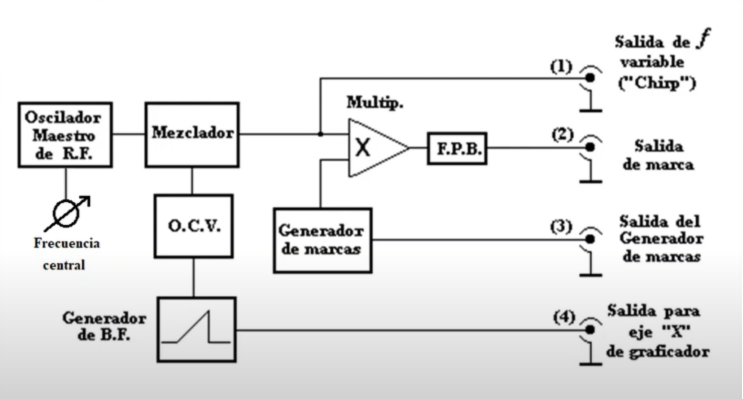 Oscilador
Maestro
de R.F.
Frecuencia
central
Mezclador
O.C.V.
Generador
de B.F.
Multip.
X
F.P.B.
Generador
de marcas
(1)
Salida de f
variable
("Chirp")
(2)
Salida
de marca
(3)
Salida del
Generador
de marcas
(4)
Salida para
eje "X"
de graficador